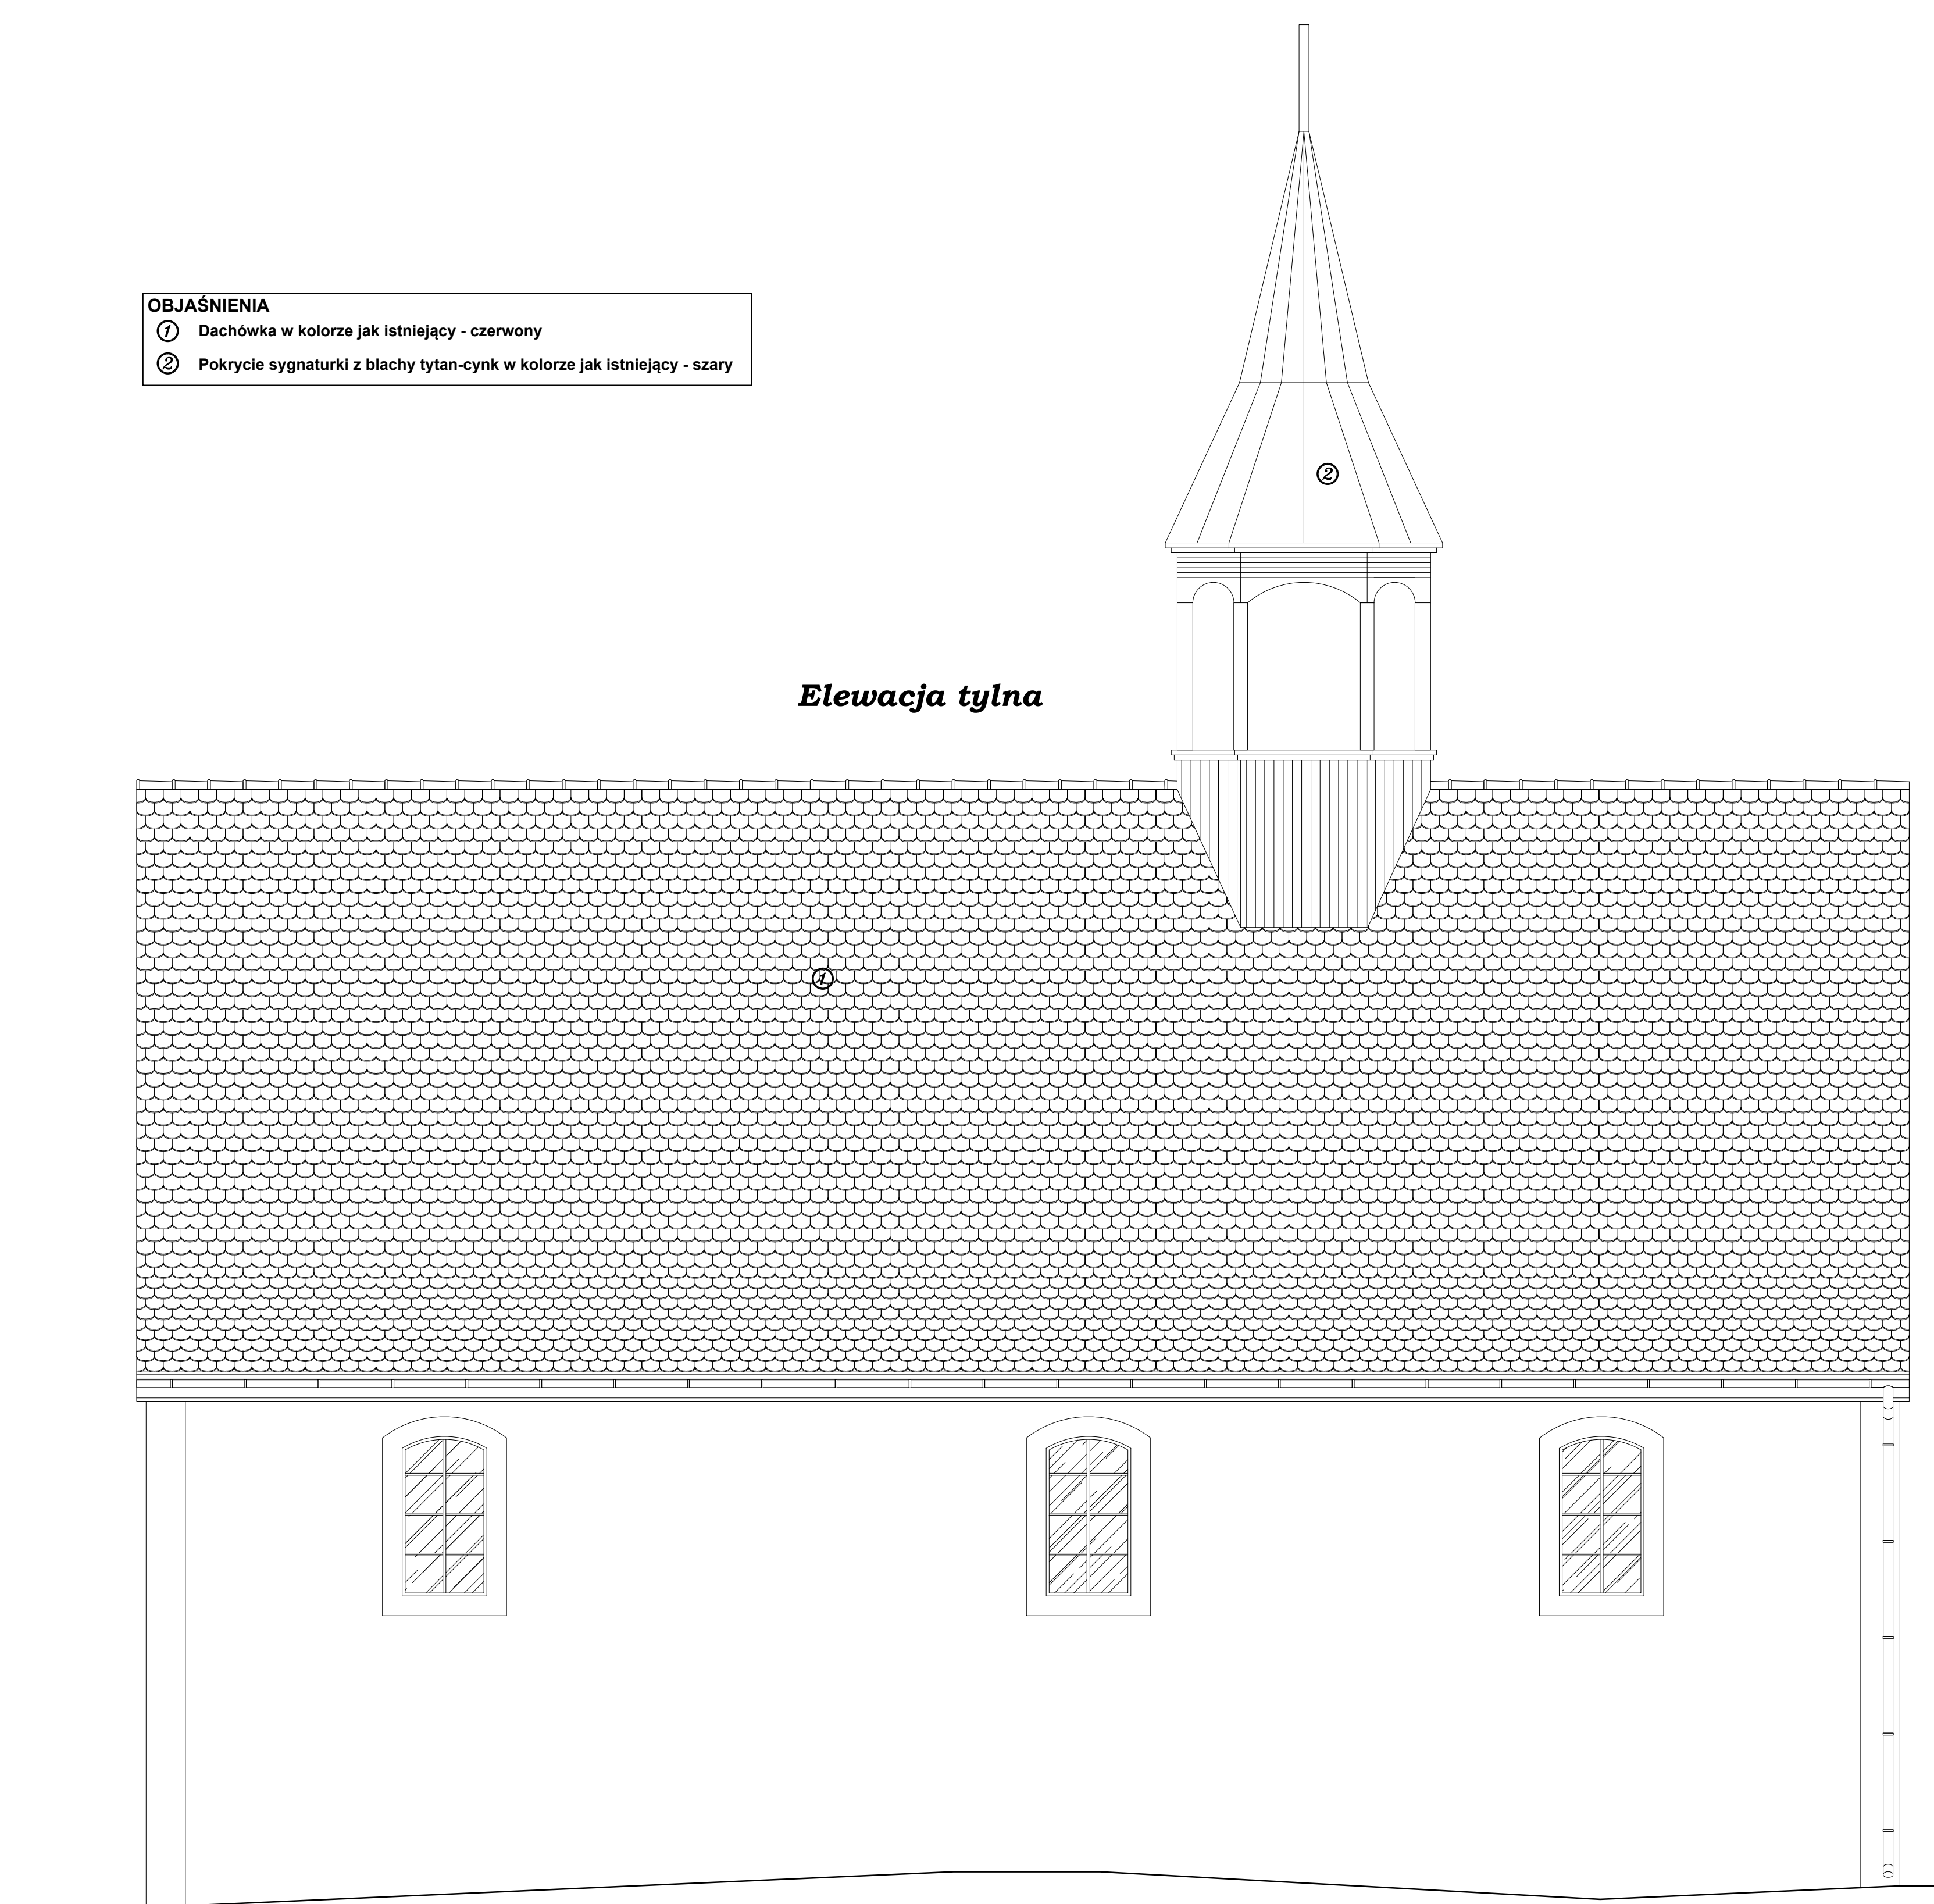 OBJAŚNIENIA
1 Dachówka w kolorze jak istniejący - czerwony
2 Pokrycie sygnaturki z blachy tytan-cynk w kolorze jak istniejący - szary
2
Elewacja tylna
1